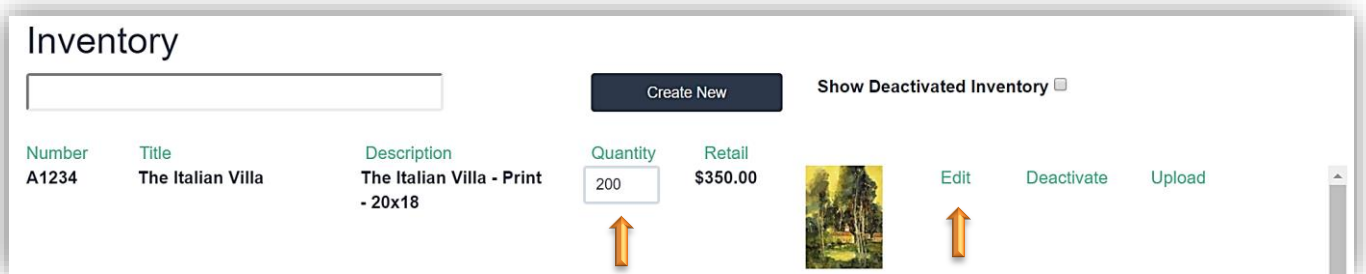 Inventory
Create New
Show Deactivated Inventory
Number Title Description Quantity Retail
A1234 The Italian Villa The Italian Villa - Print 200 $350.00 Edit Deactivate Upload
- 20x18